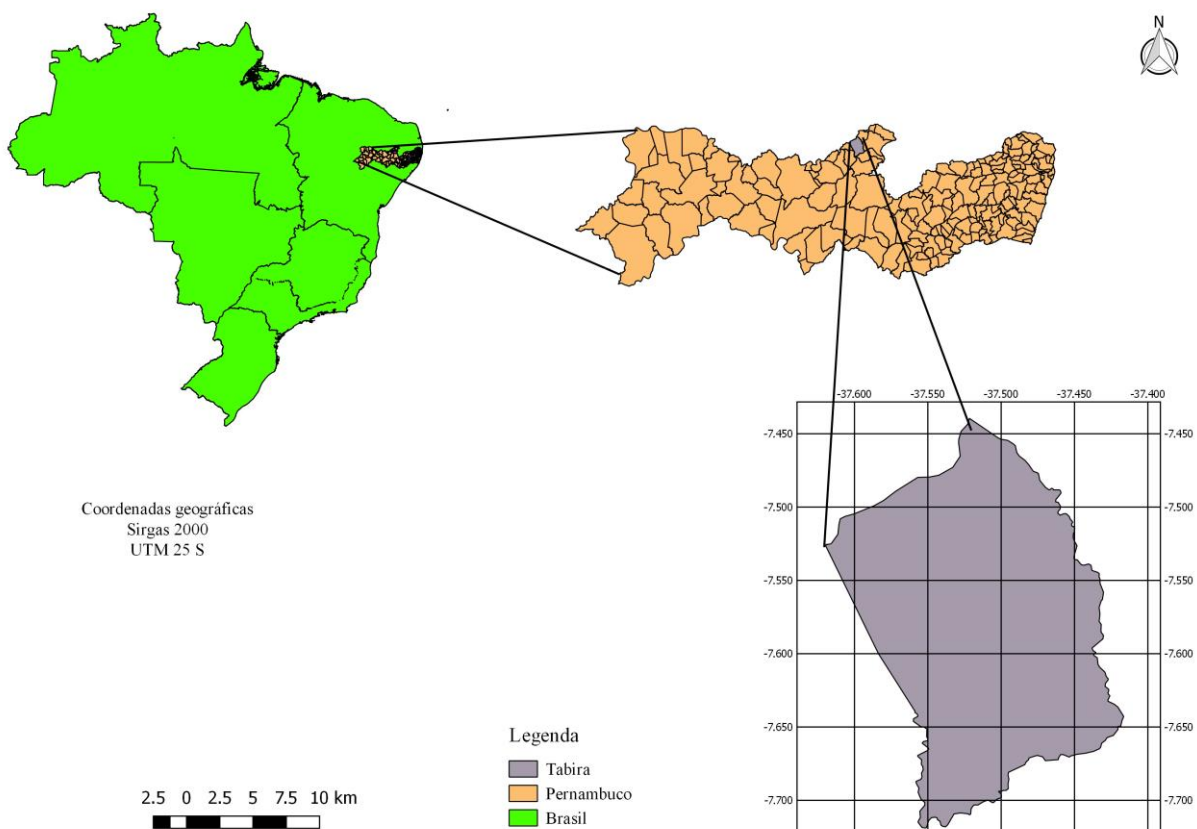 N
-37.600 -37.550 -37.500 -37.450 -37.400
-7.450 -7.450
-7.500 -7.500
-7.550 -7.550
-7.600 -7.600
-7.650 -7.650
-7.700 -7.700
Coordenadas geográficas
Sirgas 2000
UTM 25 S
Legenda
Tabira
Pernambuco
Brasil
2.5 0 2.5 5 7.5 10 km